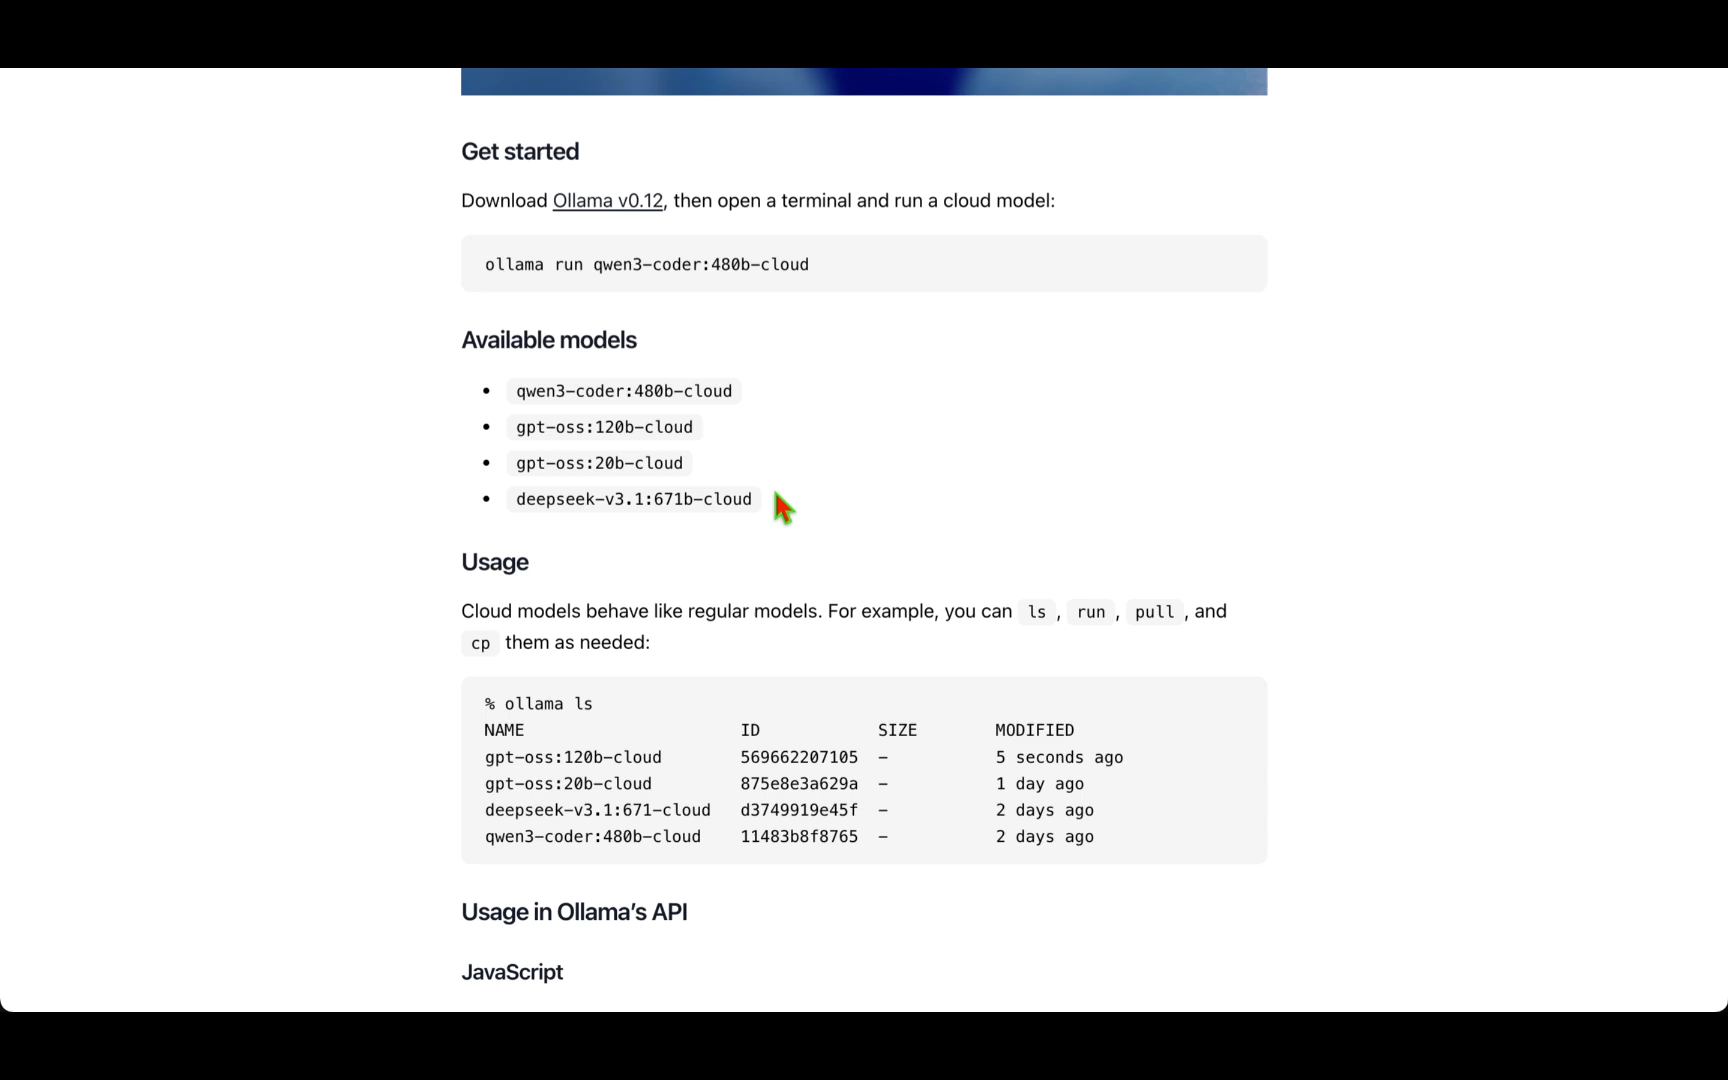 Get started
Download Ollama v0.12, then open a terminal and run a cloud model:
ollama run qwen3-coder:480b-cloud
Available models
• qwen3-coder:480b-cloud
• gpt-oss:120b-cloud
• gpt-oss:20b-cloud
• deepseek-v3.1:671b-cloud
Usage
Cloud models behave like regular models. For example, you can ls, run, pull, and
cp them as needed:
% ollama ls
NAME ID SIZE MODIFIED
gpt-oss:120b-cloud 569662207105 – 5 seconds ago
gpt-oss:20b-cloud 875e8e3a629a – 1 day ago
deepseek-v3.1:671-cloud d3749919e45f – 2 days ago
qwen3-coder:480b-cloud 11483b8f8765 – 2 days ago
Usage in Ollama’s API
JavaScript